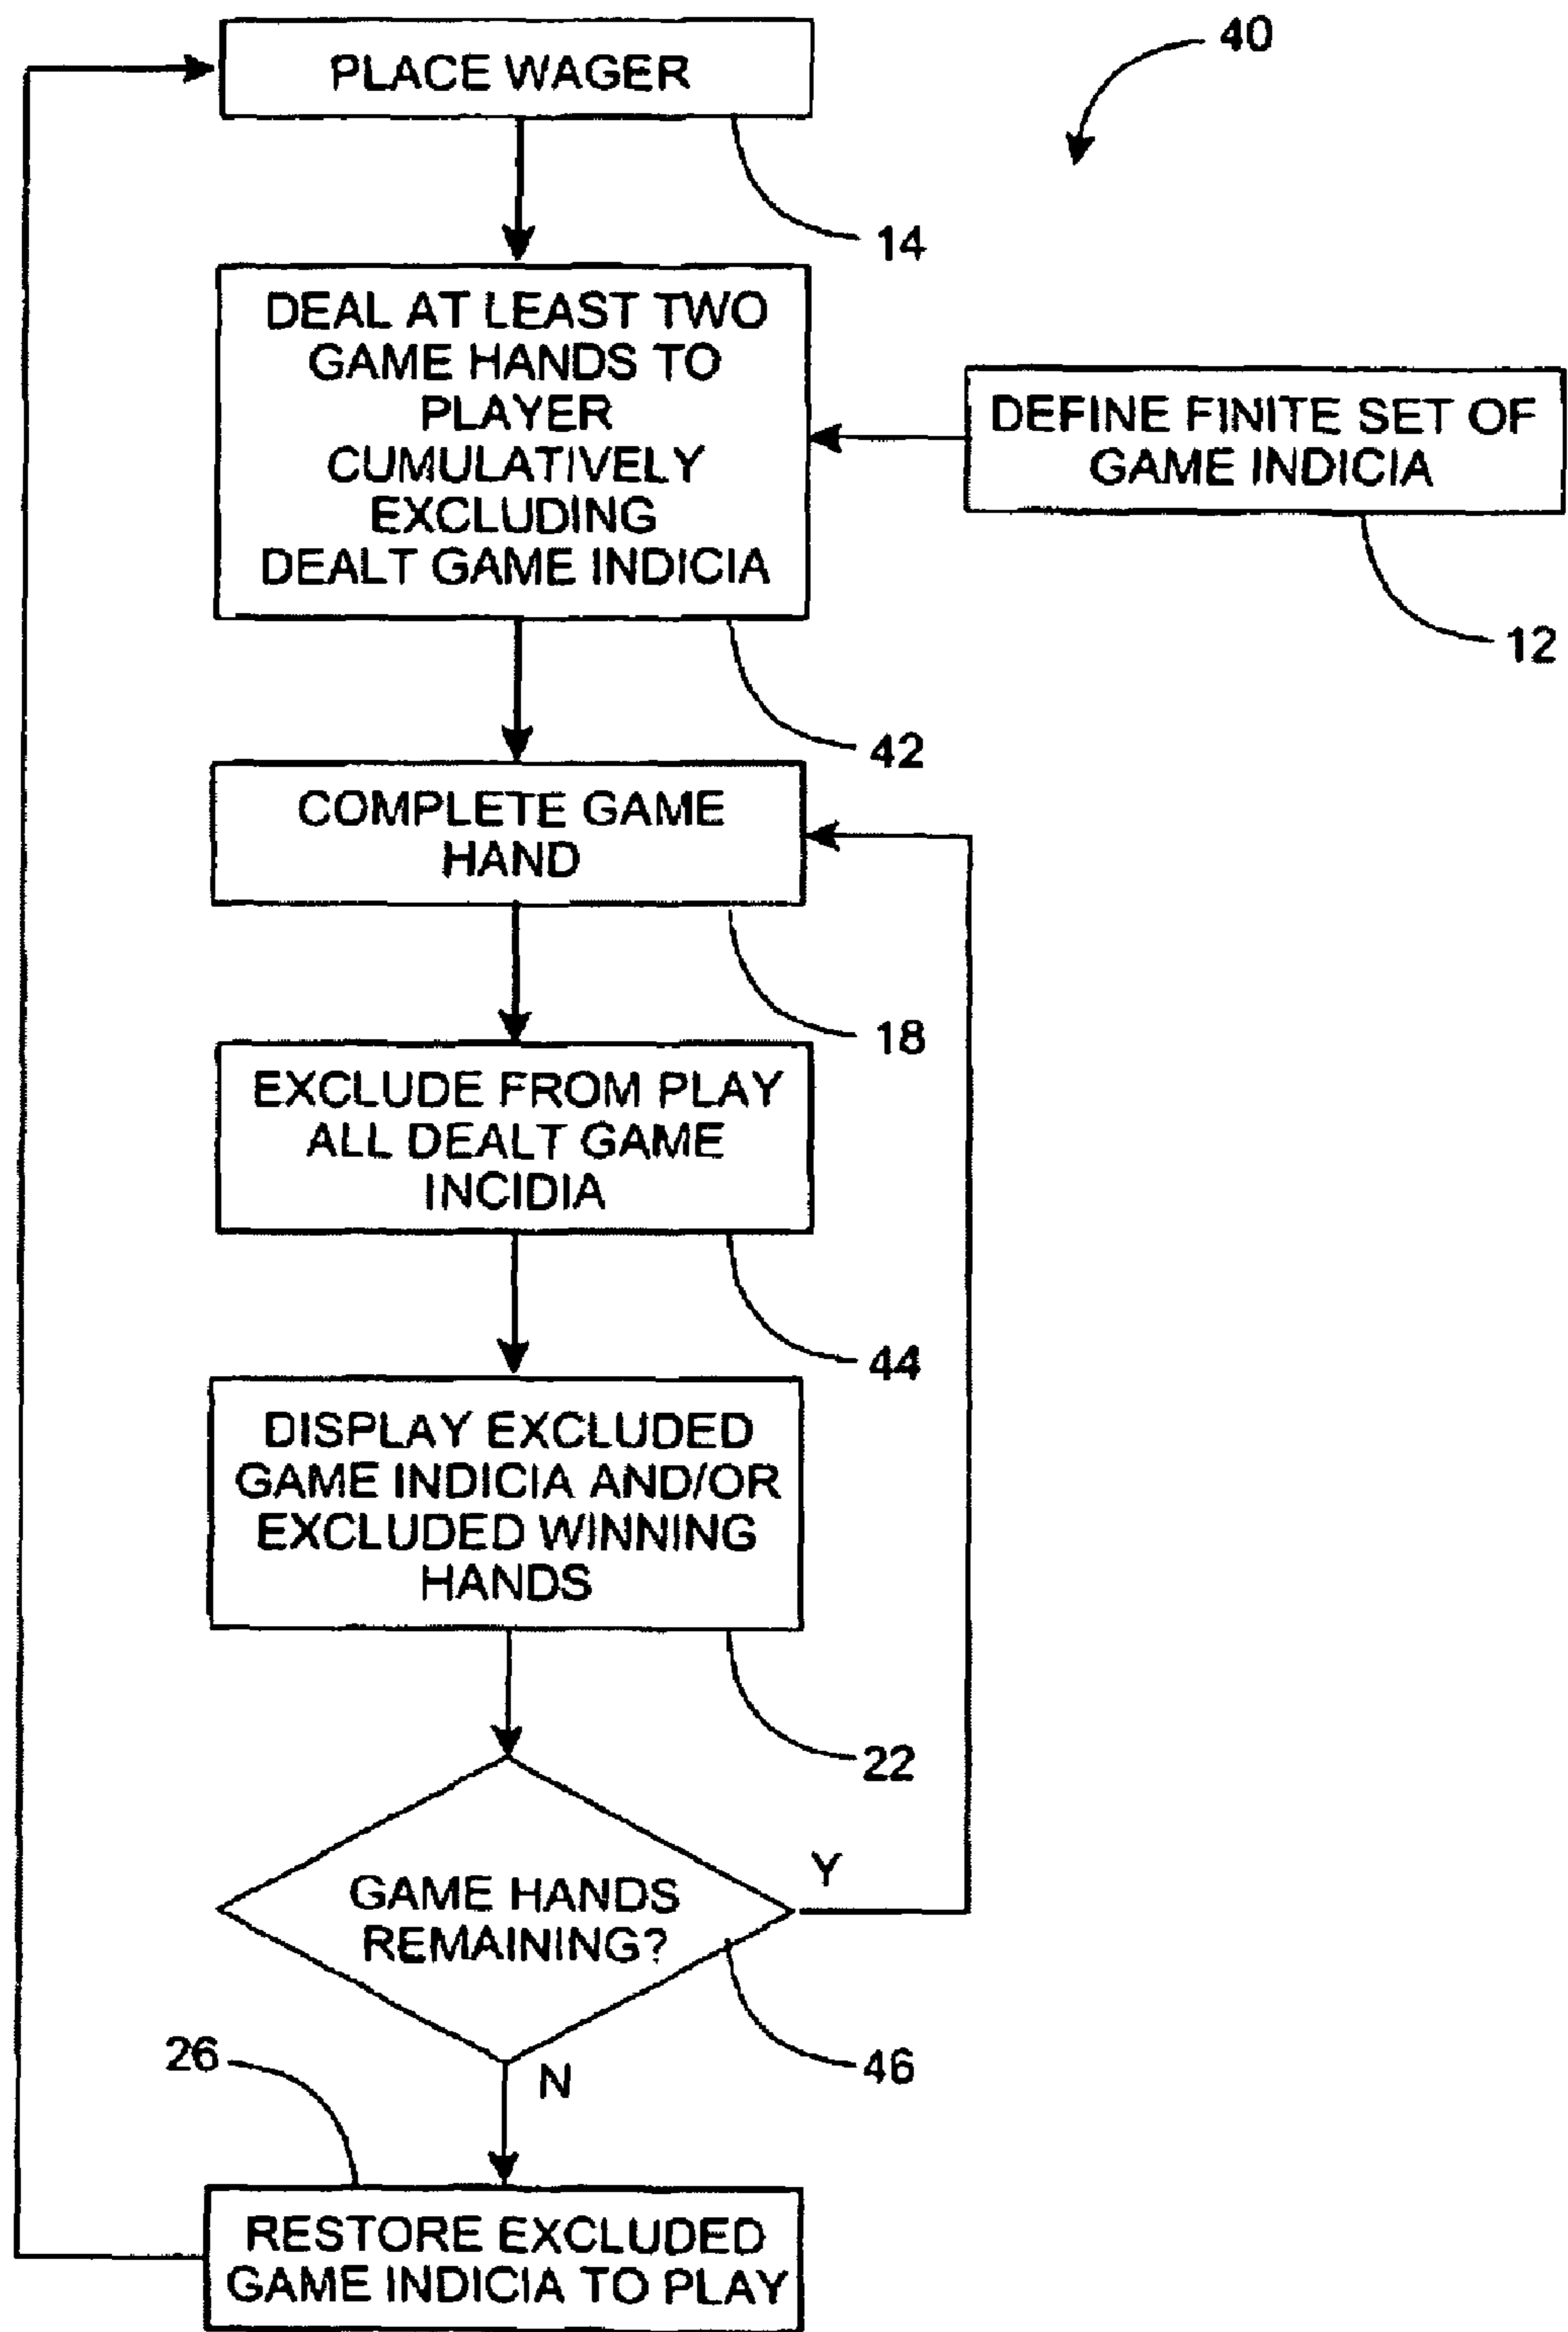 PLACE WAGER
40
14
DEAL AT LEAST TWO
GAME HANDS TO
PLAYER
CUMULATIVELY
EXCLUDING
DEALT GAME INDICIA
DEFINE FINITE SET OF
GAME INDICIA
12
42
COMPLETE GAME
HAND
18
EXCLUDE FROM PLAY
ALL DEALT GAME
INCIDIA
44
DISPLAY EXCLUDED
GAME INDICIA AND/OR
EXCLUDED WINNING
HANDS
22
GAME HANDS
REMAINING?
Y
46
N
26
RESTORE EXCLUDED
GAME INDICIA TO PLAY